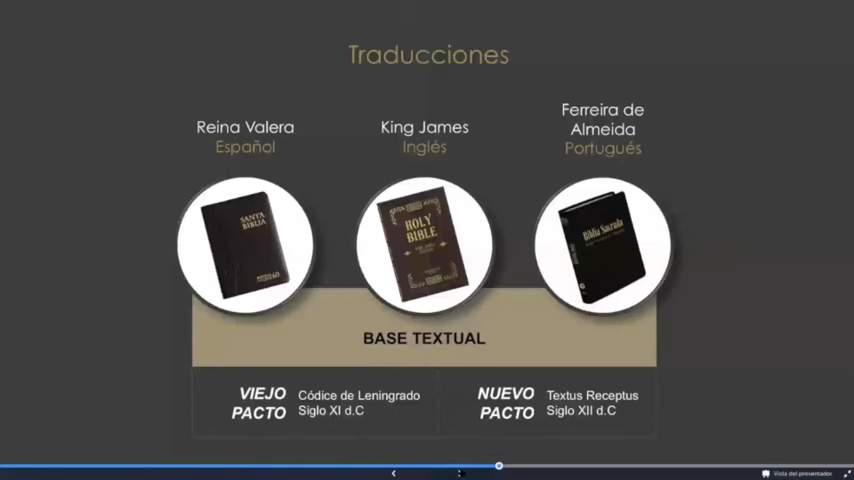 Traducciones
Reina Valera
Español
King James
Inglés
Ferreira de
Almeida
Portugués
SANTA
BIBLIA
HOLY
BIBLE
Bíblia Sagrada
BASE TEXTUAL
VIEJO
PACTO
Códice de Leningrado
Siglo XI d.C
NUEVO
PACTO
Textus Receptus
Siglo XII d.C
Vista del presentador